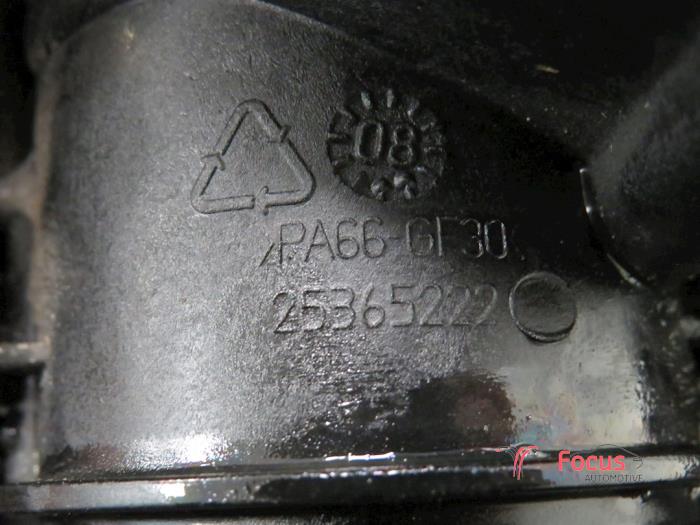 08
>PA66-GF30<
25365222
Focus
AUTOMOTIVE